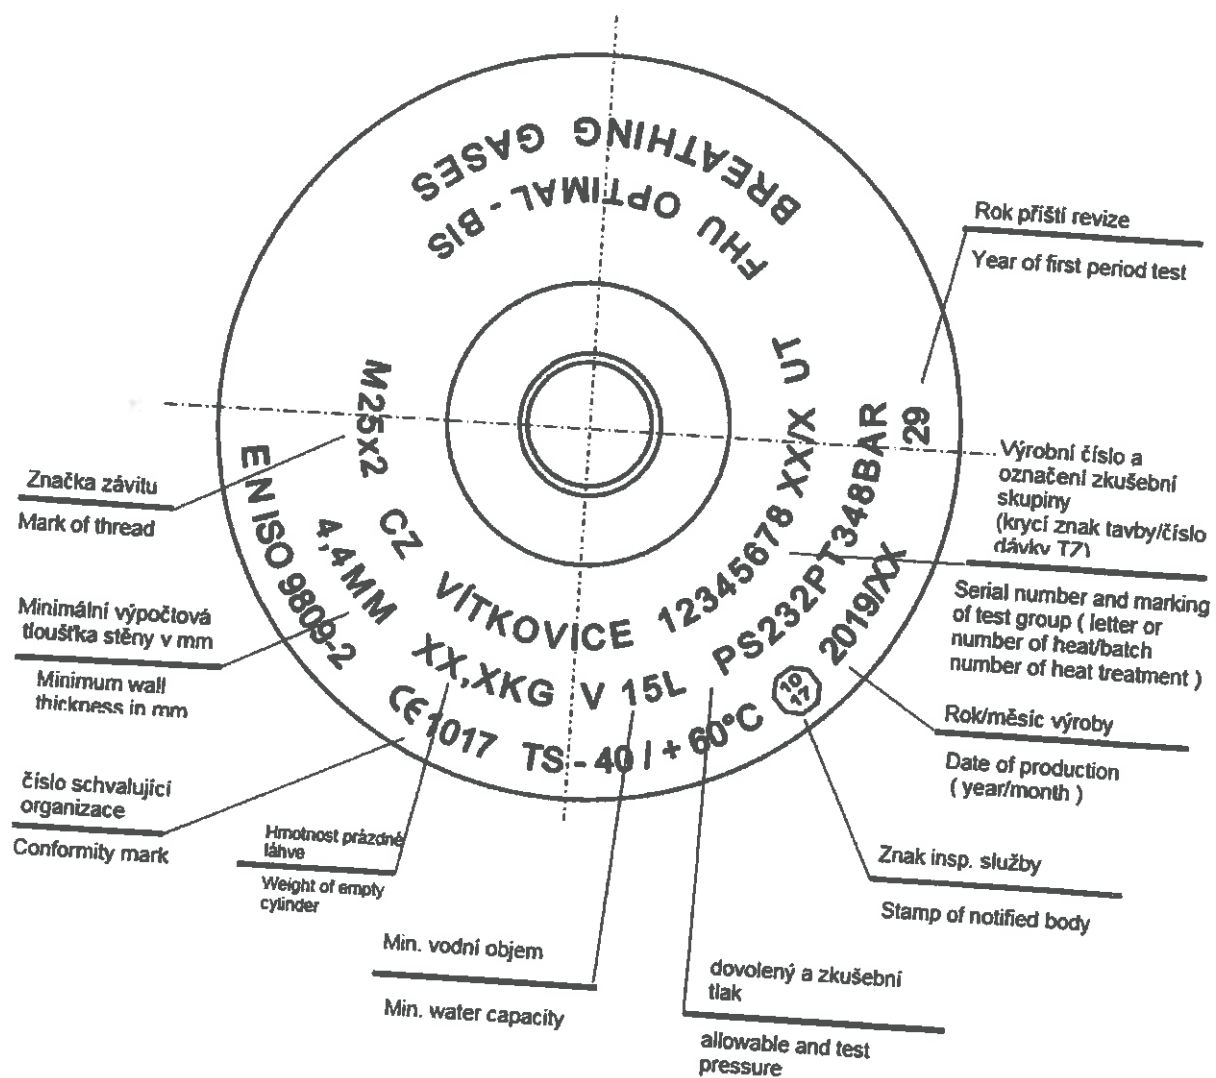 BREATHING GASES
FHU OPTIMAL - BIS
M25x2 CZ VÍTKOVICE 12345678 XX/X UT
4,4MM XX,XKG V 15L PS232PT348BAR
EN ISO 9809-2 CE1017 TS - 40 / + 60°C 10 17 2019/XX 29
Rok příští revize
Year of first period test
Výrobní číslo a
označení zkušební
skupiny
(krycí znak tavby/číslo
dávky TZ)
Serial number and marking
of test group ( letter or
number of heat/batch
number of heat treatment )
Rok/měsíc výroby
Date of production
( year/month )
Znak insp. služby
Stamp of notified body
dovolený a zkušební
tlak
allowable and test
pressure
Min. vodní objem
Min. water capacity
Hmotnost prázdné
láhve
Weight of empty
cylinder
číslo schvalující
organizace
Conformity mark
Minimální výpočtová
tloušťka stěny v mm
Minimum wall
thickness in mm
Značka závitu
Mark of thread